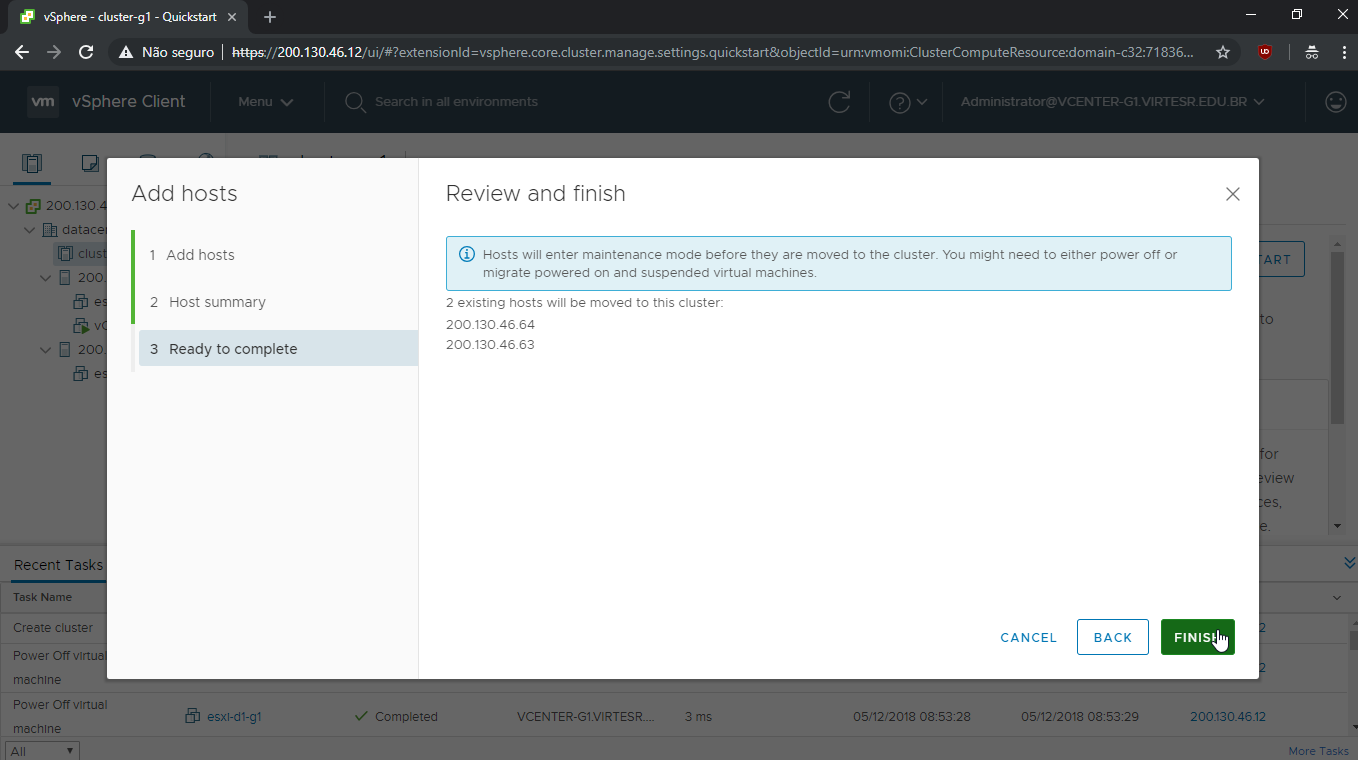 vSphere - cluster-g1 - Quickstart
Não seguro
https://200.130.46.12/ui/#?extensionId=vsphere.core.cluster.manage.settings.quickstart&objectId=urn:vmomi:ClusterComputeResource:domain-c32:71836...
vm vSphere Client
Menu
Search in all environments
Administrator@VCENTER-G1.VIRTESR.EDU.BR
Add hosts
1 Add hosts
2 Host summary
3 Ready to complete
Review and finish
Hosts will enter maintenance mode before they are moved to the cluster. You might need to either power off or
migrate powered on and suspended virtual machines.
2 existing hosts will be moved to this cluster:
200.130.46.64
200.130.46.63
CANCEL
BACK
FINISH
200.130.4
datace
clust
200.
es
vC
200.
es
TART
to
for
eview
ces,
e.
Recent Tasks
Task Name
Create cluster
2
Power Off virtual
machine
2
Power Off virtual
machine
esxi-d1-g1
Completed
VCENTER-G1.VIRTESR....
3 ms
05/12/2018 08:53:28
05/12/2018 08:53:29
200.130.46.12
All
More Tasks